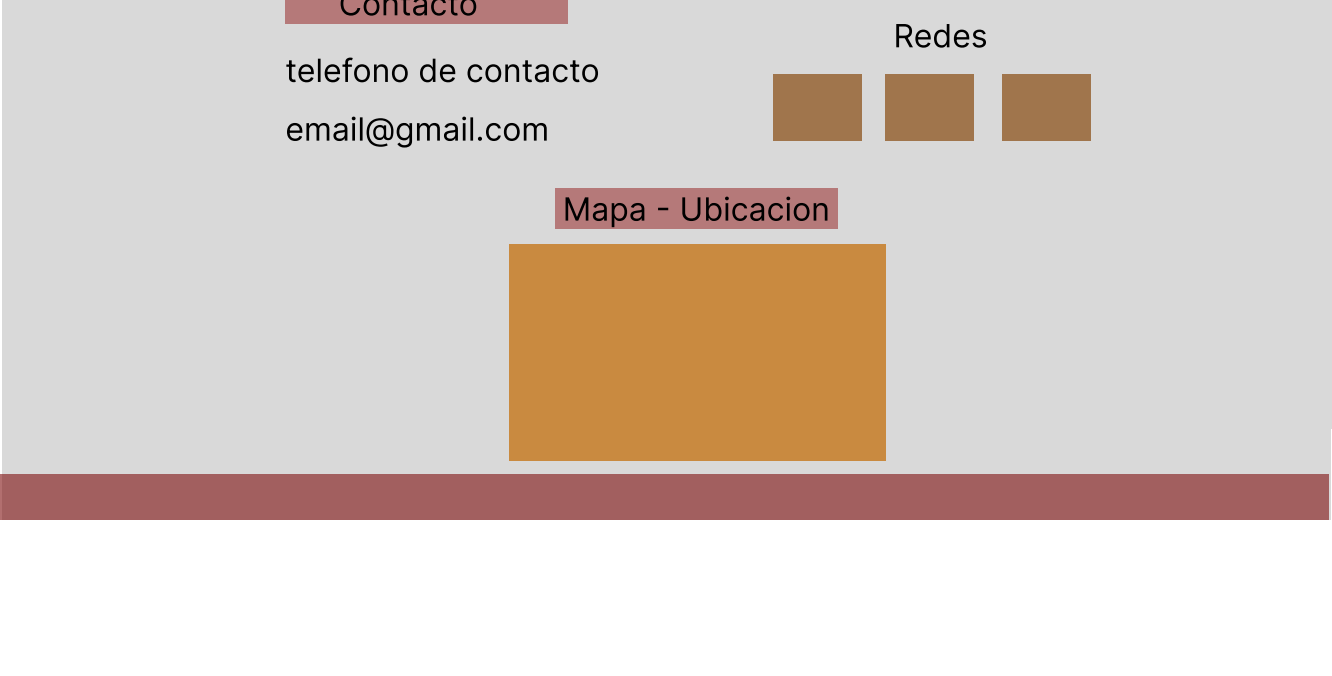 Contacto
telefono de contacto
email@gmail.com
Redes
Mapa - Ubicacion